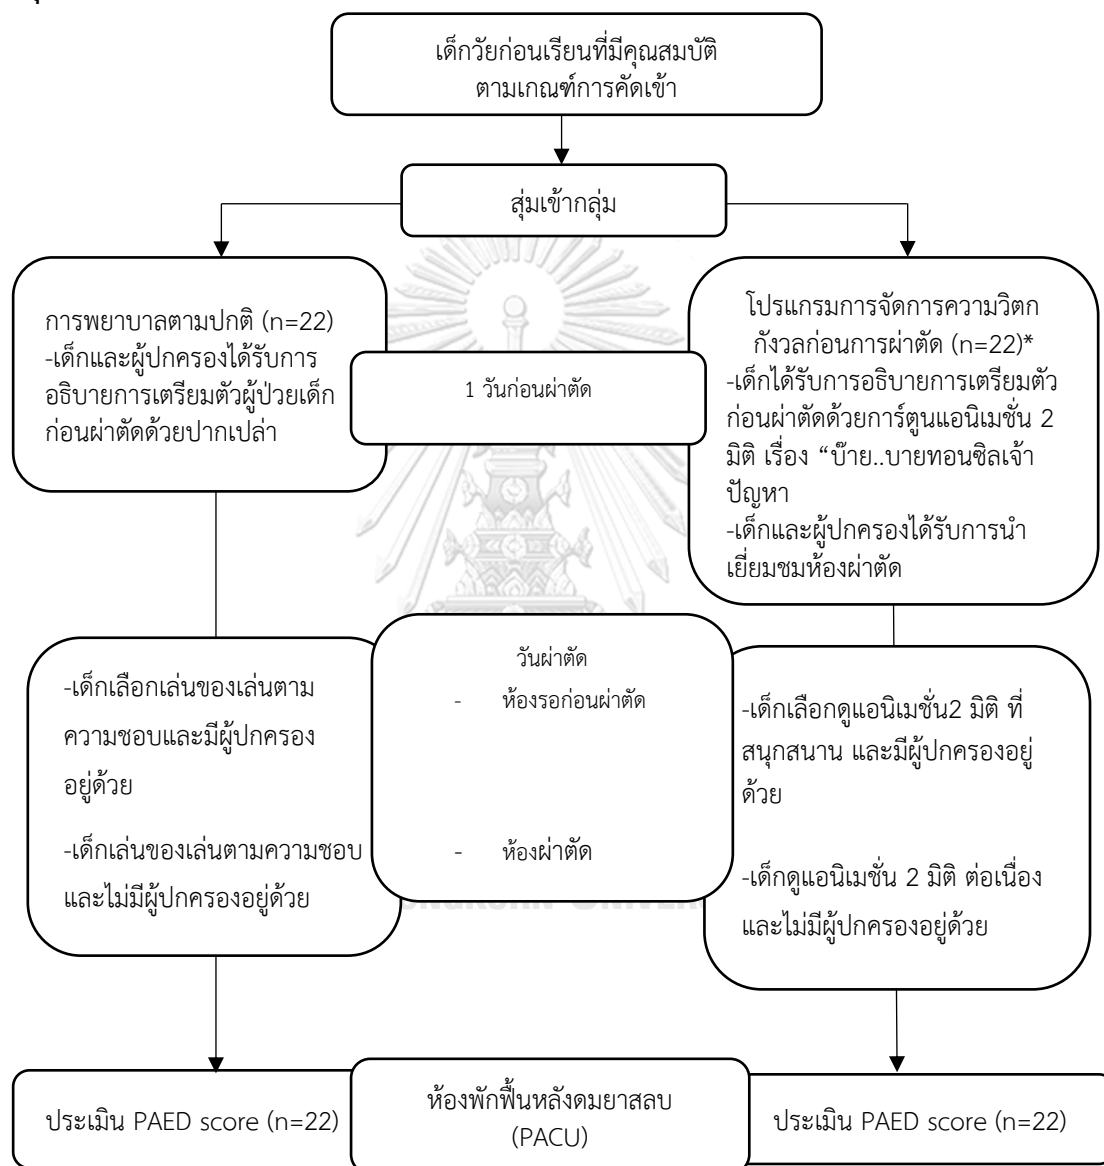 เด็กวัยก่อนเรียนที่มีคุณสมบัติ
ตามเกณฑ์การคัดเข้า
สุ่มเข้ากลุ่ม
การพยาบาลตามปกติ (n=22)
-เด็กและผู้ปกครองได้รับการ
อธิบายการเตรียมตัวผู้ป่วยเด็ก
ก่อนผ่าตัดด้วยปากเปล่า
1 วันก่อนผ่าตัด
โปรแกรมการจัดการความวิตก
กังวลก่อนการผ่าตัด (n=22)*
-เด็กได้รับการอธิบายการเตรียมตัว
ก่อนผ่าตัดด้วยการ์ตูนแอนิเมชั่น 2
มิติ เรื่อง “บ๊าย..บายทอนซิลเจ้า
ปัญหา
-เด็กและผู้ปกครองได้รับการนำ
เยี่ยมชมห้องผ่าตัด
-เด็กเลือกเล่นของเล่นตาม
ความชอบและมีผู้ปกครอง
อยู่ด้วย
-เด็กเล่นของเล่นตามความชอบ
และไม่มีผู้ปกครองอยู่ด้วย
วันผ่าตัด
- ห้องรอก่อนผ่าตัด
- ห้องผ่าตัด
-เด็กเลือกดูแอนิเมชั่น2 มิติ ที่
สนุกสนาน และมีผู้ปกครองอยู่
ด้วย
-เด็กดูแอนิเมชั่น 2 มิติ ต่อเนื่อง
และไม่มีผู้ปกครองอยู่ด้วย
ประเมิน PAED score (n=22)
ห้องพักฟื้นหลังดมยาสลบ
(PACU)
ประเมิน PAED score (n=22)